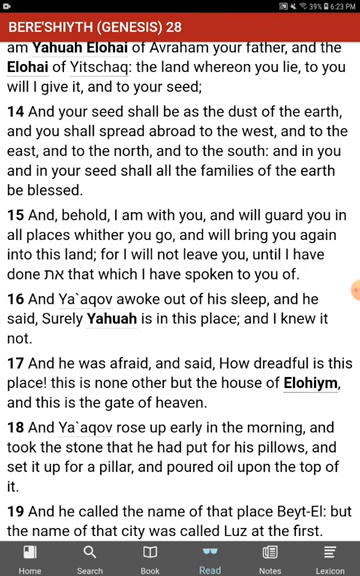 39% 6:23 PM
BERE'SHIYTH (GENESIS) 28
am Yahuah Elohai of Avraham your father, and the
Elohai of Yitschaq: the land whereon you lie, to you
will I give it, and to your seed;
14 And your seed shall be as the dust of the earth,
and you shall spread abroad to the west, and to the
east, and to the north, and to the south: and in you
and in your seed shall all the families of the earth
be blessed.
15 And, behold, I am with you, and will guard you in
all places whither you go, and will bring you again
into this land; for I will not leave you, until I have
done את that which I have spoken to you of.
16 And Ya`aqov awoke out of his sleep, and he
said, Surely Yahuah is in this place; and I knew it
not.
17 And he was afraid, and said, How dreadful is this
place! this is none other but the house of Elohiym,
and this is the gate of heaven.
18 And Ya`aqov rose up early in the morning, and
took the stone that he had put for his pillows, and
set it up for a pillar, and poured oil upon the top of
it.
19 And he called the name of that place Beyt-El: but
the name of that city was called Luz at the first.
Home Search Book Read Notes Lexicon